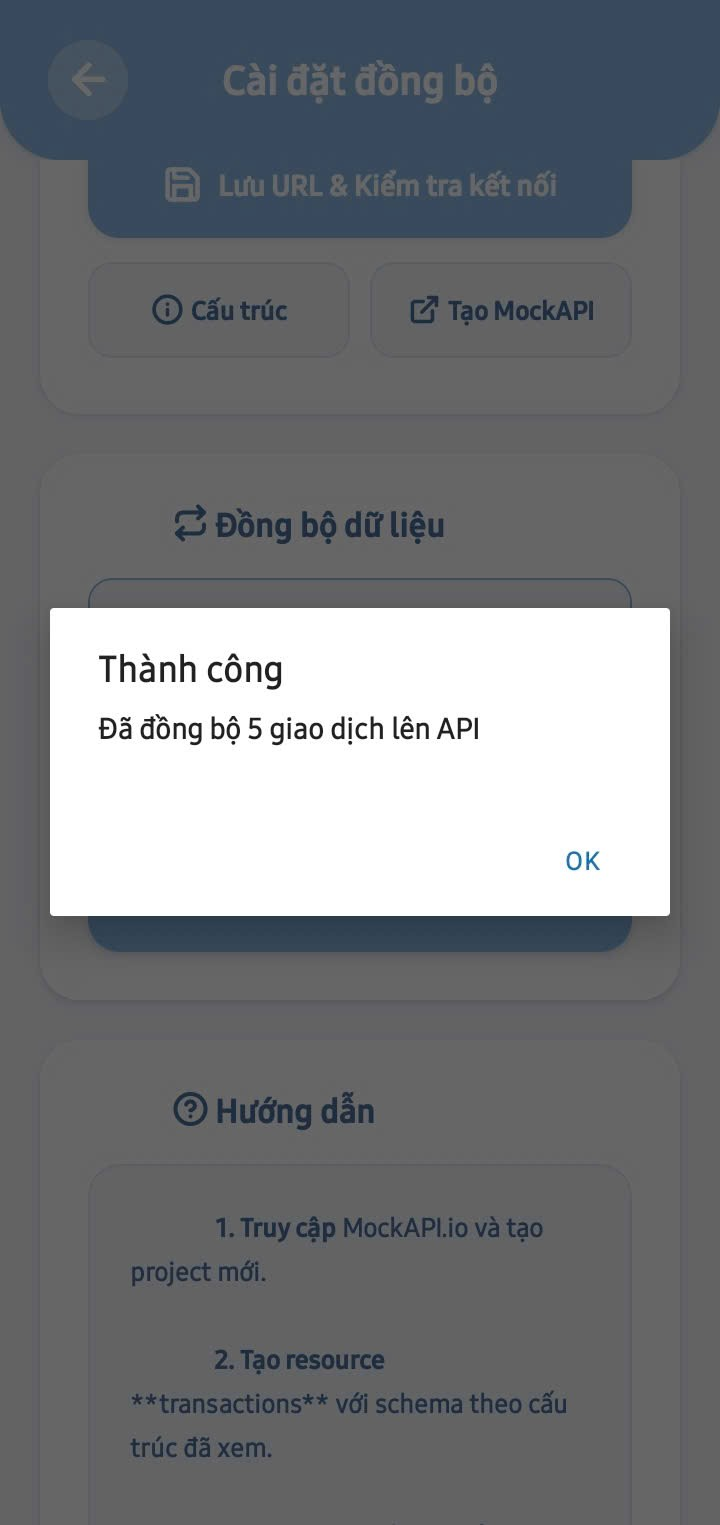 Cài đặt đồng bộ
Lưu URL & Kiểm tra kết nối
Cấu trúc
Tạo MockAPI
Đồng bộ dữ liệu
Thành công
Đã đồng bộ 5 giao dịch lên API
OK
Hướng dẫn
1. Truy cập MockAPI.io và tạo
project mới.
2. Tạo resource
**transactions** với schema theo cấu
trúc đã xem.